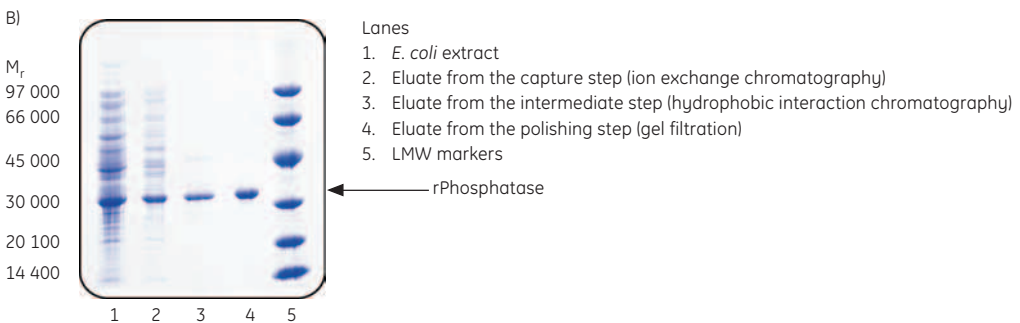 B)
Mr
97 000
66 000
45 000
30 000
20 100
14 400
1 2 3 4 5
Lanes
1. E. coli extract
2. Eluate from the capture step (ion exchange chromatography)
3. Eluate from the intermediate step (hydrophobic interaction chromatography)
4. Eluate from the polishing step (gel filtration)
5. LMW markers
rPhosphatase